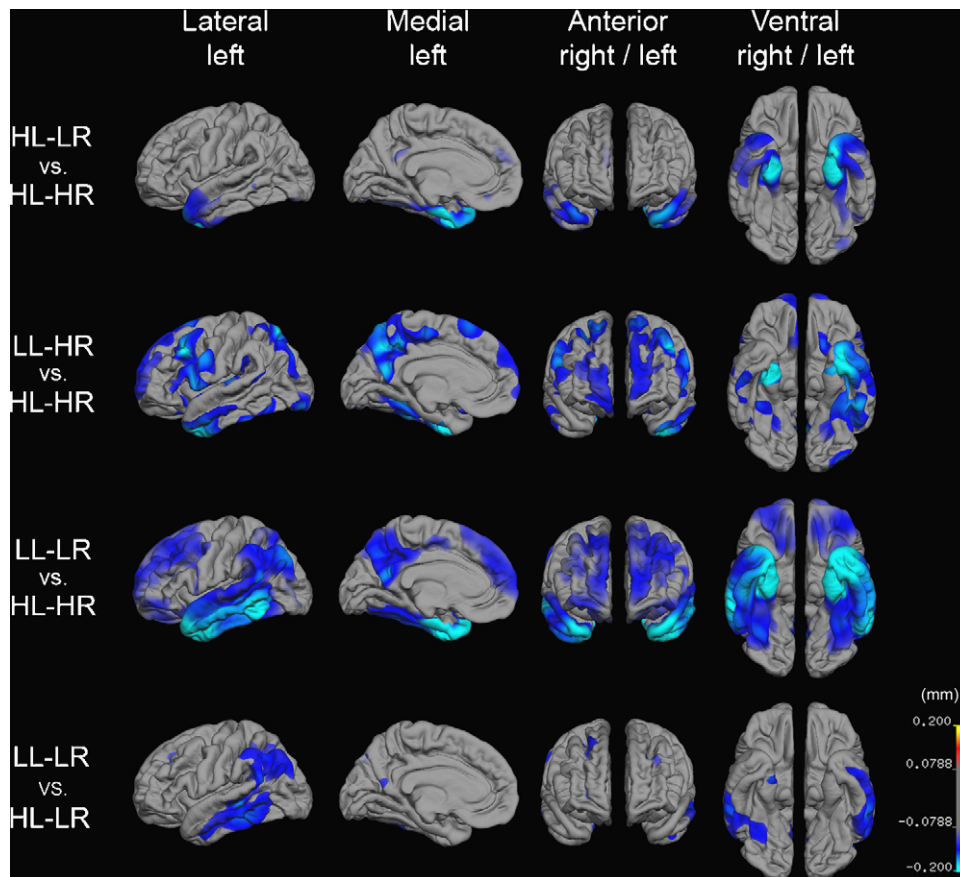 Lateral left
Medial left
Anterior right / left
Ventral right / left
HL-LR
vs.
HL-HR
LL-HR
vs.
HL-HR
LL-LR
vs.
HL-HR
LL-LR
vs.
HL-LR
(mm)
0.200
0.0788
-0.0788
-0.200